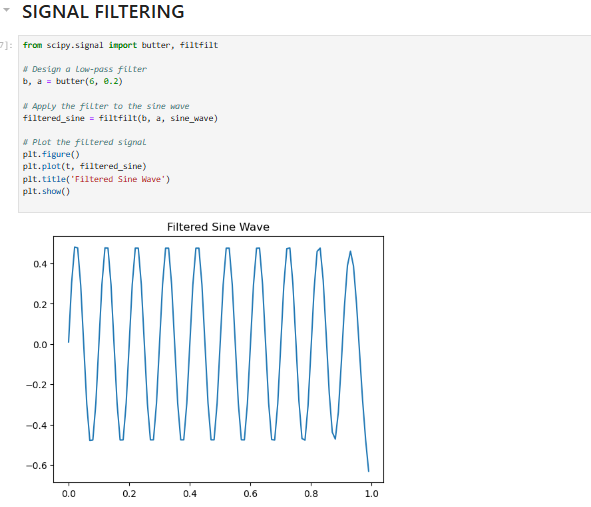 SIGNAL FILTERING
7]:
from scipy.signal import butter, filtfilt
# Design a low-pass filter
b, a = butter(6, 0.2)
# Apply the filter to the sine wave
filtered_sine = filtfilt(b, a, sine_wave)
# Plot the filtered signal
plt.figure()
plt.plot(t, filtered_sine)
plt.title('Filtered Sine Wave')
plt.show()
Filtered Sine Wave
0.4
0.2
0.0
−0.2
−0.4
−0.6
0.0 0.2 0.4 0.6 0.8 1.0